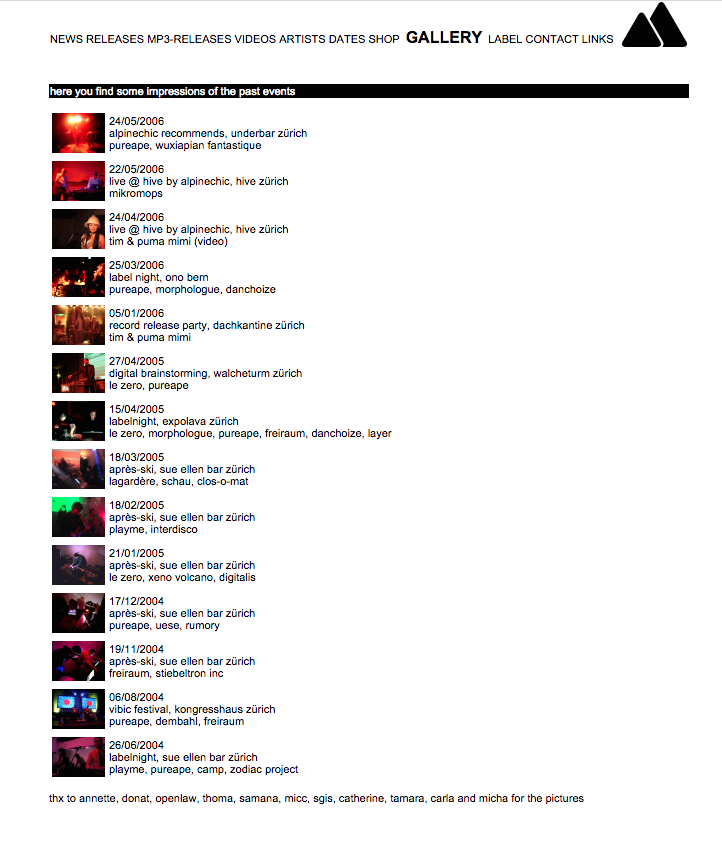 NEWS RELEASES MP3-RELEASES VIDEOS ARTISTS DATES SHOP GALLERY LABEL CONTACT LINKS
here you find some impressions of the past events
24/05/2006
alpinechic recommends, underbar zürich
pureape, wuxiapian fantastique
22/05/2006
live @ hive by alpinechic, hive zürich
mikromops
24/04/2006
live @ hive by alpinechic, hive zürich
tim & puma mimi (video)
25/03/2006
label night, ono bern
pureape, morphologue, danchoize
05/01/2006
record release party, dachkantine zürich
tim & puma mimi
27/04/2005
digital brainstorming, walcheturm zürich
le zero, pureape
15/04/2005
labelnight, expolava zürich
le zero, morphologue, pureape, freiraum, danchoize, layer
18/03/2005
après-ski, sue ellen bar zürich
lagardère, schau, clos-o-mat
18/02/2005
après-ski, sue ellen bar zürich
playme, interdisco
21/01/2005
après-ski, sue ellen bar zürich
le zero, xeno volcano, digitalis
17/12/2004
après-ski, sue ellen bar zürich
pureape, uese, rumory
19/11/2004
après-ski, sue ellen bar zürich
freiraum, stiebeltron inc
06/08/2004
vibic festival, kongresshaus zürich
pureape, dembahl, freiraum
26/06/2004
labelnight, sue ellen bar zürich
playme, pureape, camp, zodiac project
thx to annette, donat, openlaw, thoma, samana, micc, sgis, catherine, tamara, carla and micha for the pictures